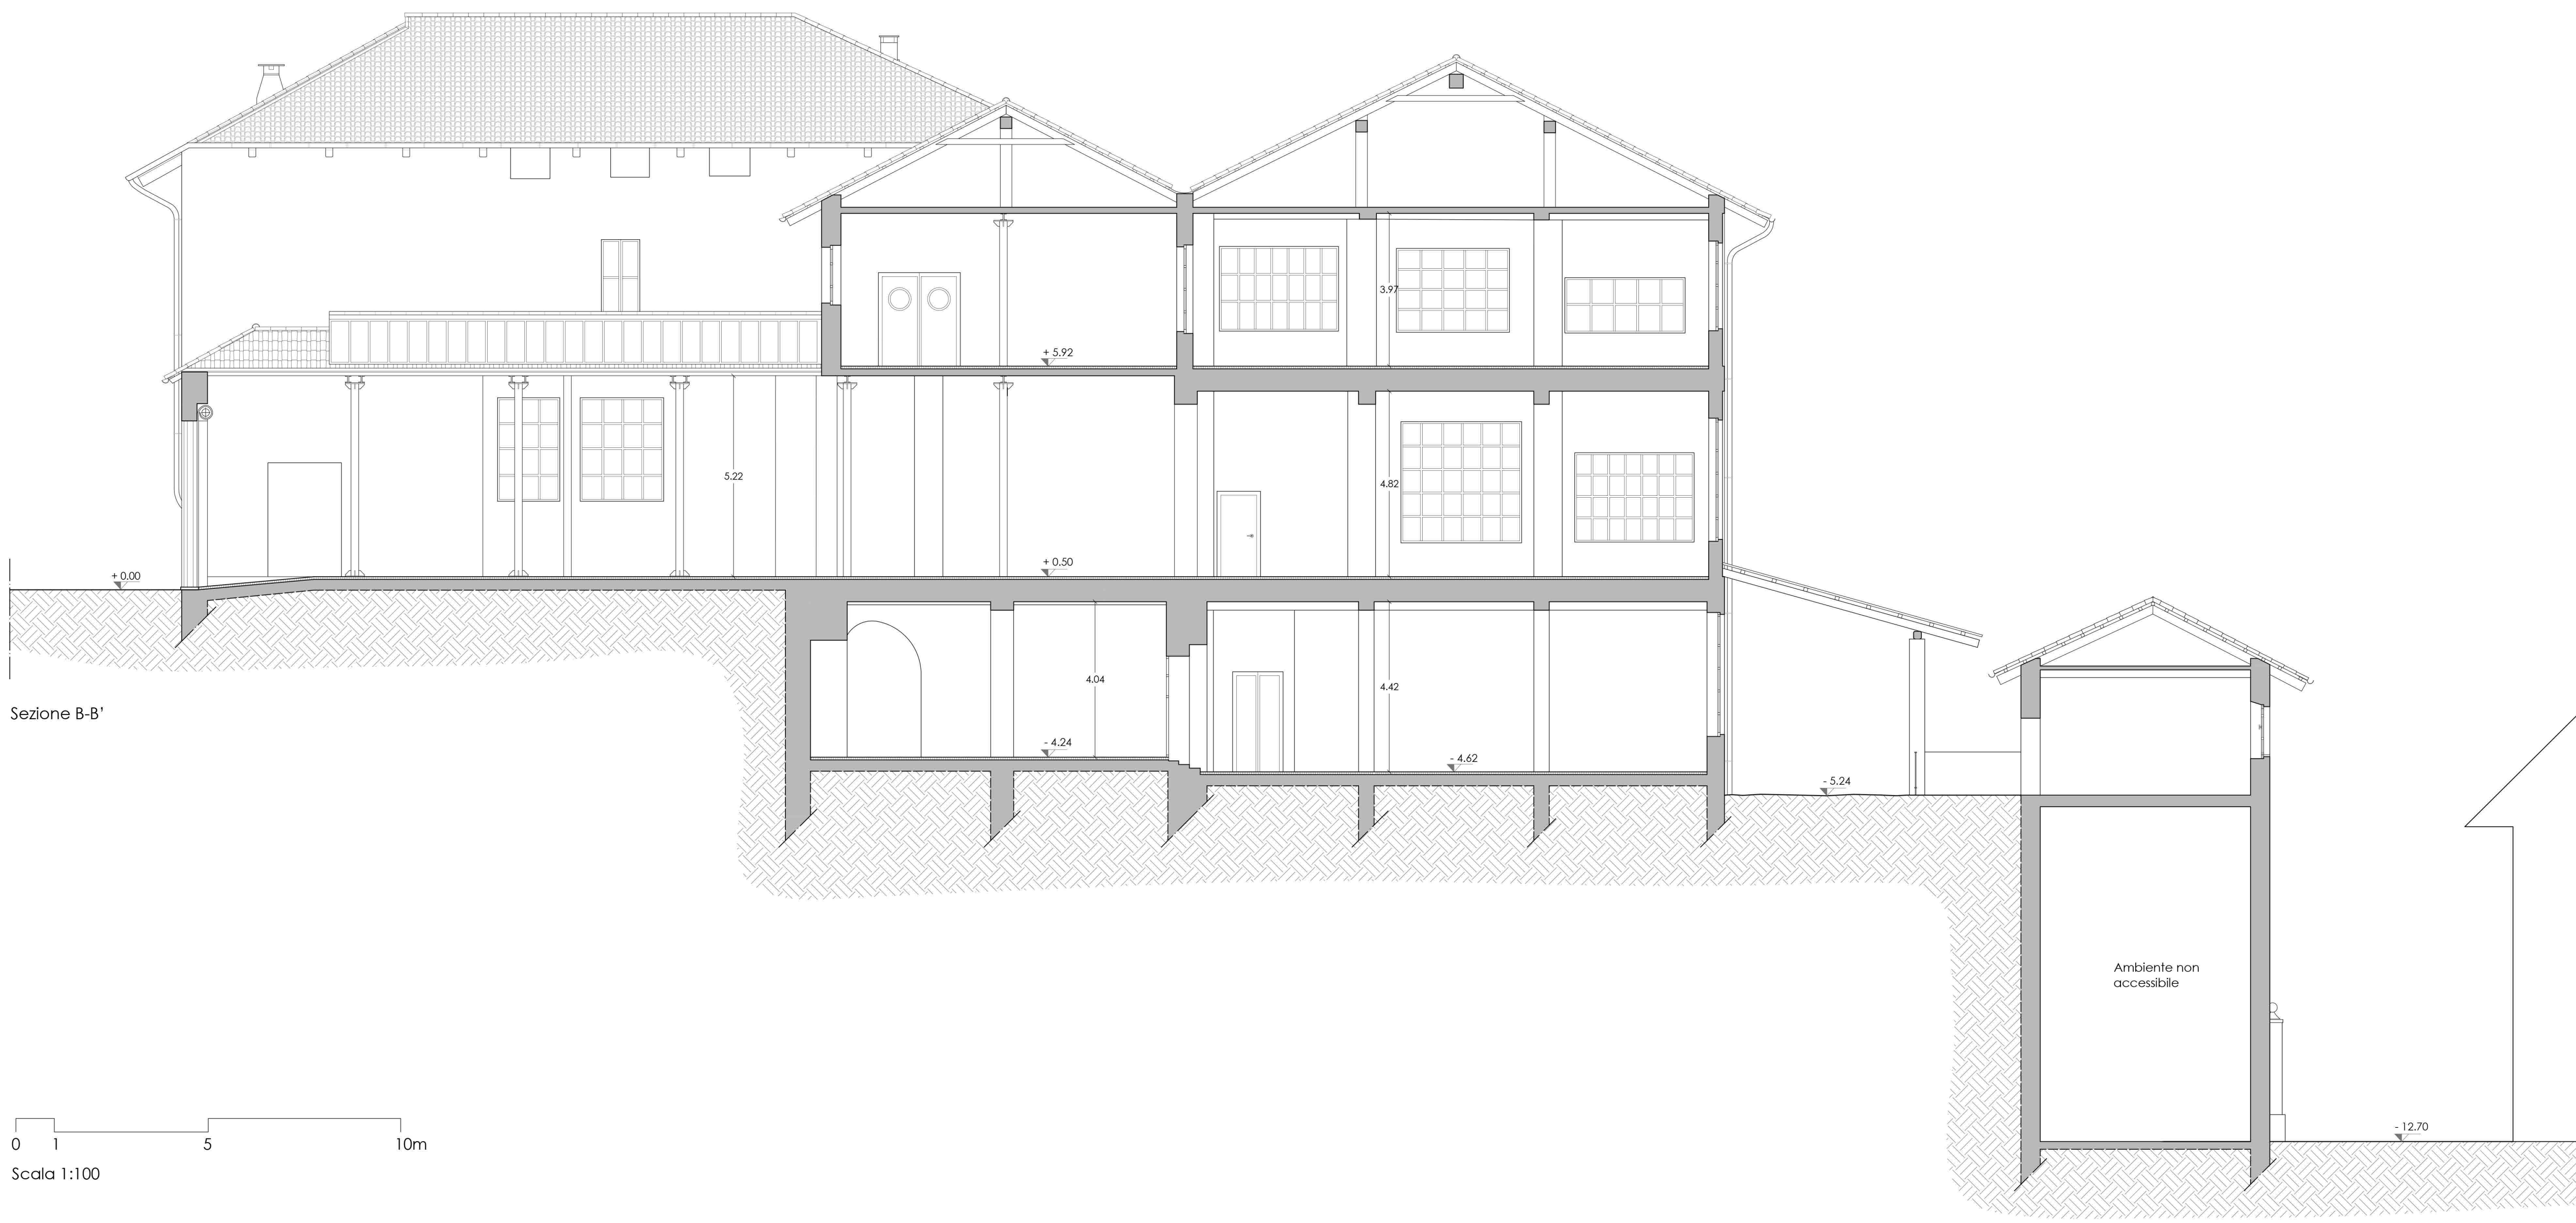 3.97
+ 5.92
5.22
4.82
+ 0.00
+ 0.50
4.04
4.42
Sezione B-B’
- 4.24
- 4.62
- 5.24
Ambiente non
accessibile
- 12.70
0 1 5 10m
Scala 1:100